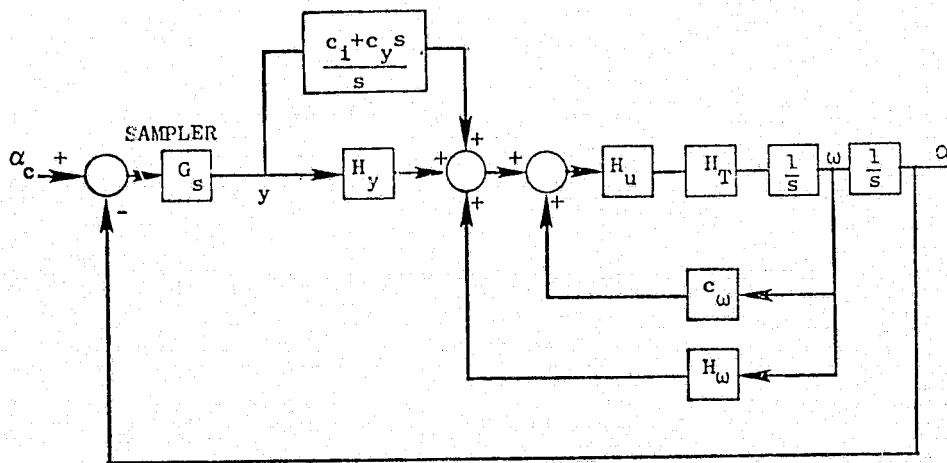 c_i+c_y s
s
SAMPLER
α_c
+
-
G_s
y
H_y
+
+
+
+
+
H_u
H_T
1
s
ω
1
s
α
c_ω
H_ω